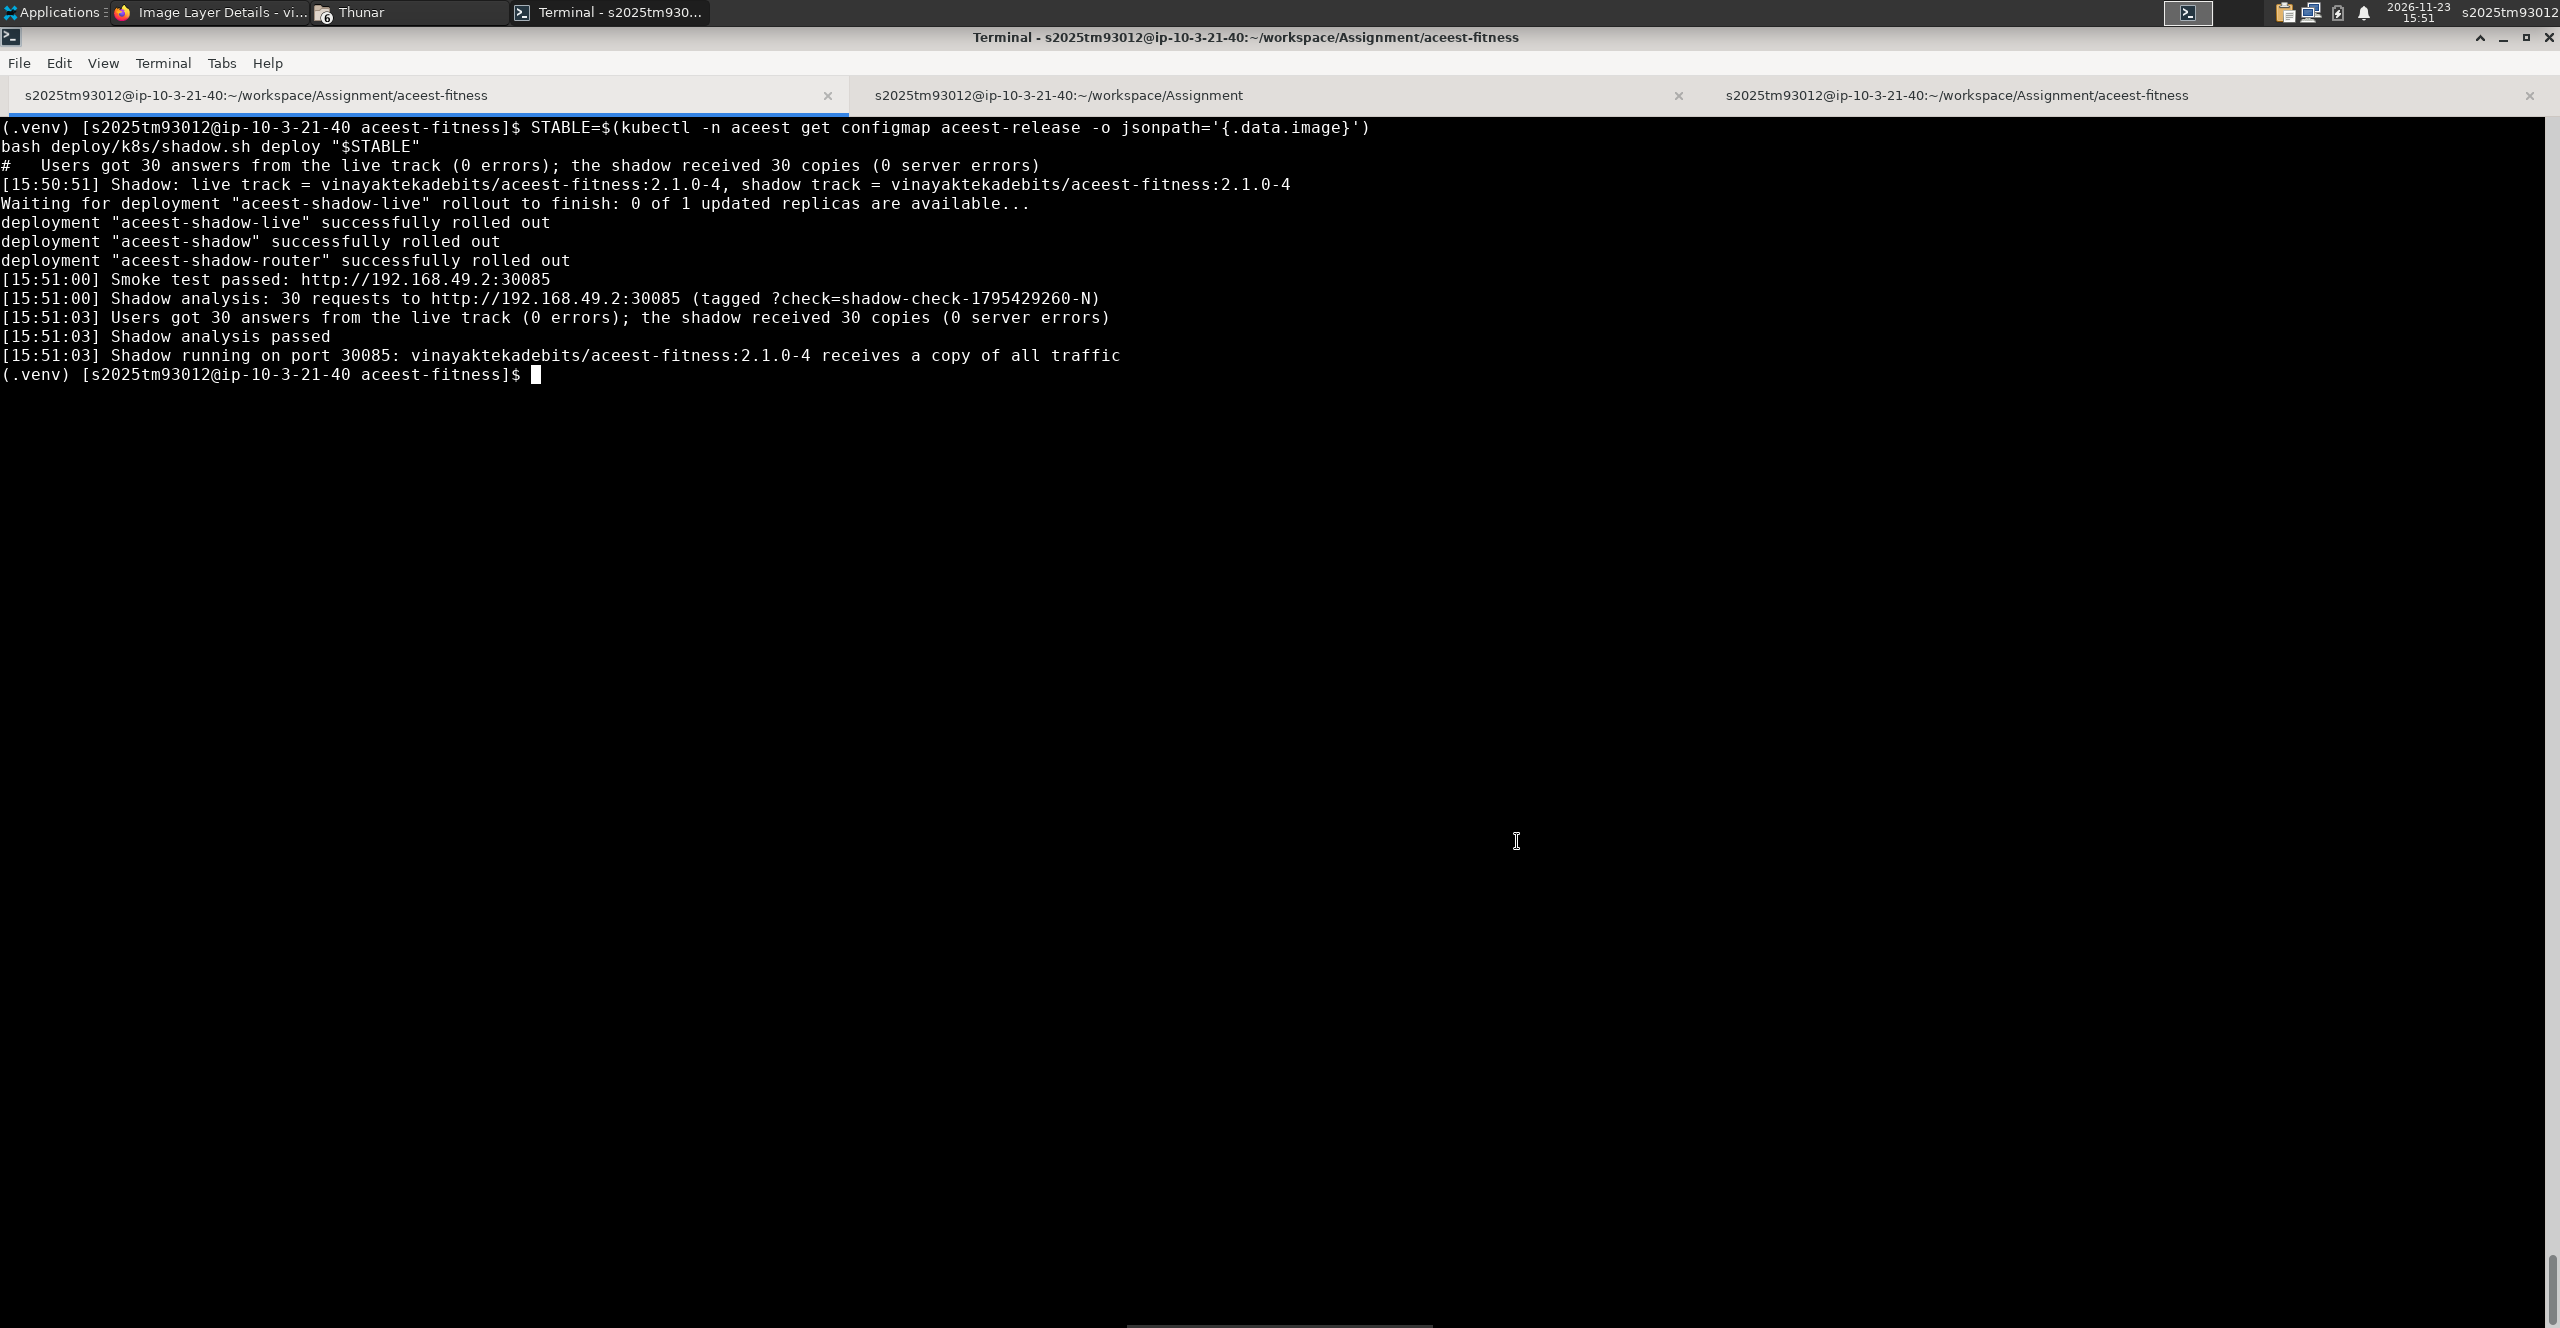 Applications
Image Layer Details - vi...
6
Thunar
Terminal - s2025tm930...
2026-11-23
15:51
s2025tm93012
Terminal - s2025tm93012@ip-10-3-21-40:~/workspace/Assignment/aceest-fitness
File Edit View Terminal Tabs Help
s2025tm93012@ip-10-3-21-40:~/workspace/Assignment/aceest-fitness
s2025tm93012@ip-10-3-21-40:~/workspace/Assignment
s2025tm93012@ip-10-3-21-40:~/workspace/Assignment/aceest-fitness
(.venv) [s2025tm93012@ip-10-3-21-40 aceest-fitness]$ STABLE=$(kubectl -n aceest get configmap aceest-release -o jsonpath='{.data.image}')
bash deploy/k8s/shadow.sh deploy "$STABLE"
#   Users got 30 answers from the live track (0 errors); the shadow received 30 copies (0 server errors)
[15:50:51] Shadow: live track = vinayaktekadebits/aceest-fitness:2.1.0-4, shadow track = vinayaktekadebits/aceest-fitness:2.1.0-4
Waiting for deployment "aceest-shadow-live" rollout to finish: 0 of 1 updated replicas are available...
deployment "aceest-shadow-live" successfully rolled out
deployment "aceest-shadow" successfully rolled out
deployment "aceest-shadow-router" successfully rolled out
[15:51:00] Smoke test passed: http://192.168.49.2:30085
[15:51:00] Shadow analysis: 30 requests to http://192.168.49.2:30085 (tagged ?check=shadow-check-1795429260-N)
[15:51:03] Users got 30 answers from the live track (0 errors); the shadow received 30 copies (0 server errors)
[15:51:03] Shadow analysis passed
[15:51:03] Shadow running on port 30085: vinayaktekadebits/aceest-fitness:2.1.0-4 receives a copy of all traffic
(.venv) [s2025tm93012@ip-10-3-21-40 aceest-fitness]$